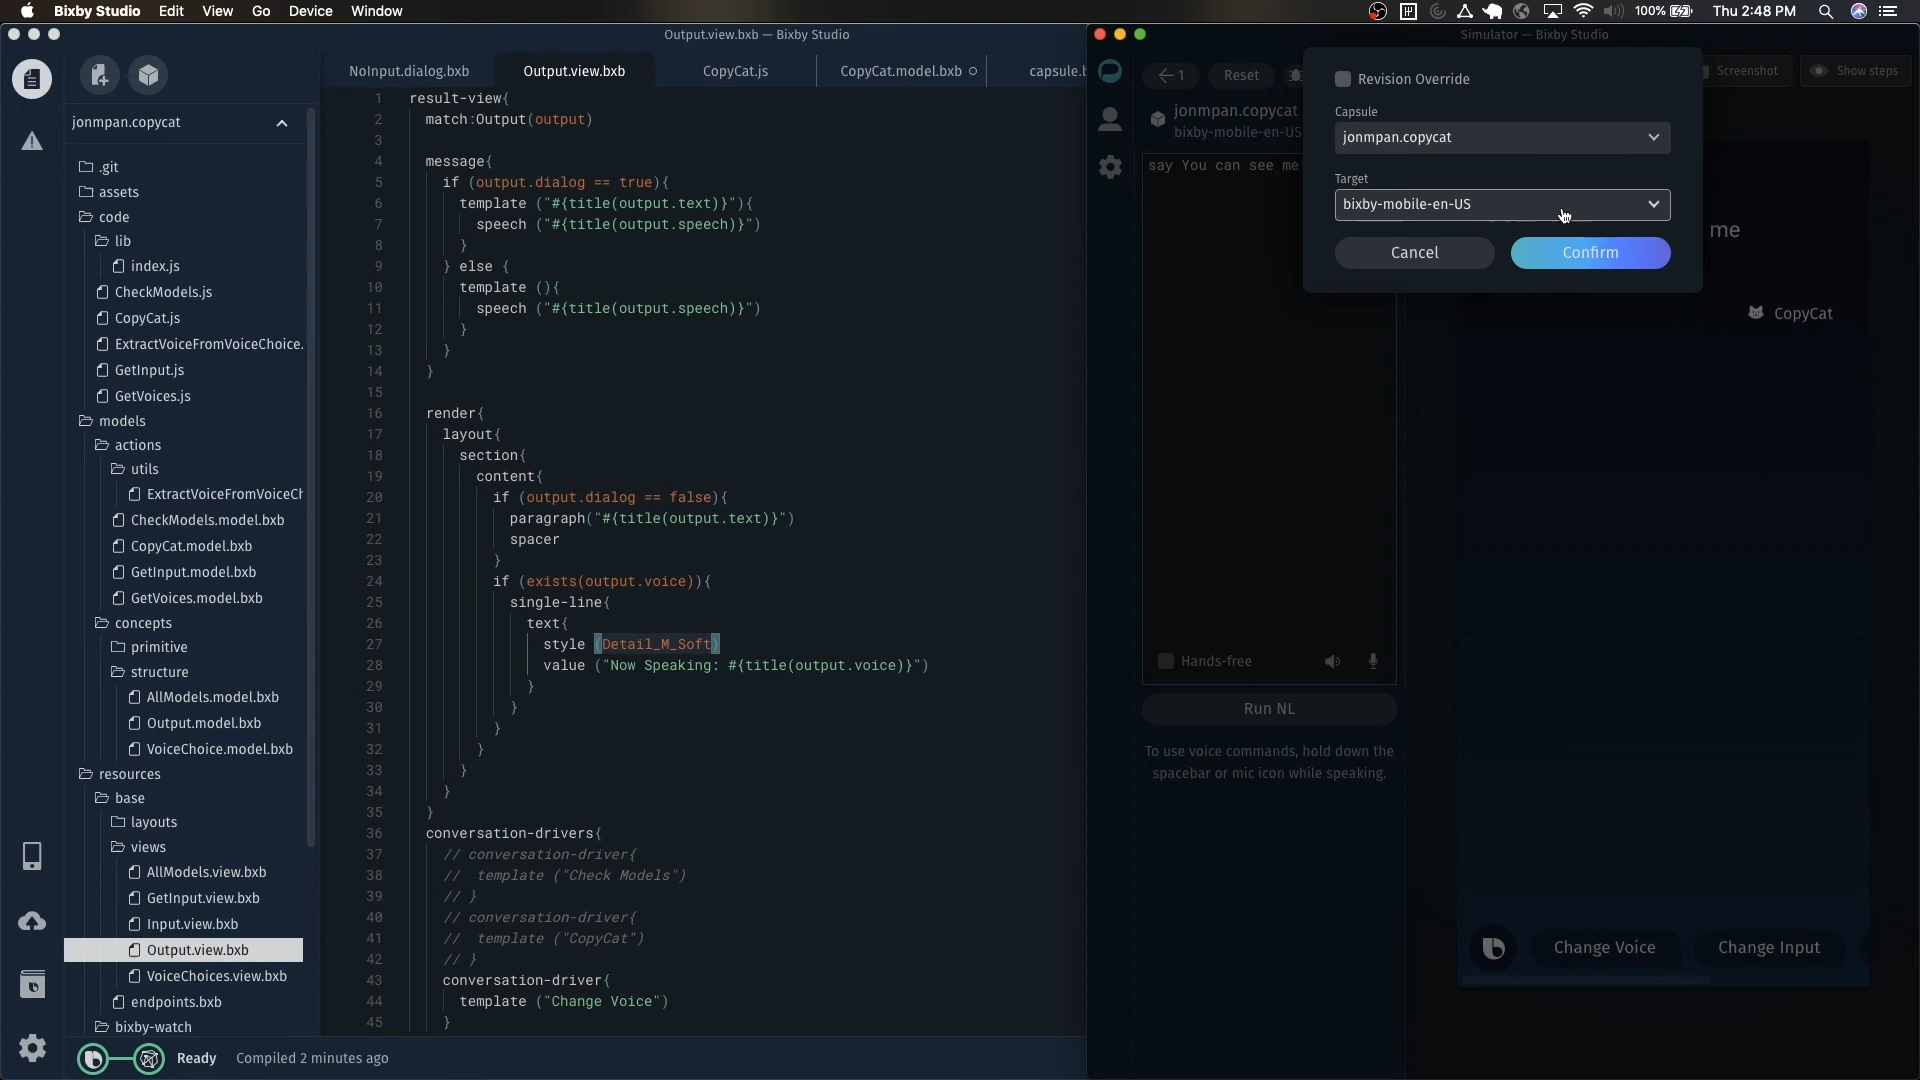 Bixby Studio Edit View Go Device Window
100% Thu 2:48 PM
Output.view.bxb — Bixby Studio
NoInput.dialog.bxb
Output.view.bxb
CopyCat.js
CopyCat.model.bxb
capsule.b
jonmpan.copycat
.git
assets
code
lib
index.js
CheckModels.js
CopyCat.js
ExtractVoiceFromVoiceChoice.
GetInput.js
GetVoices.js
models
actions
utils
ExtractVoiceFromVoiceCh
CheckModels.model.bxb
CopyCat.model.bxb
GetInput.model.bxb
GetVoices.model.bxb
concepts
primitive
structure
AllModels.model.bxb
Output.model.bxb
VoiceChoice.model.bxb
resources
base
layouts
views
AllModels.view.bxb
GetInput.view.bxb
Input.view.bxb
Output.view.bxb
VoiceChoices.view.bxb
endpoints.bxb
bixby-watch
Ready Compiled 2 minutes ago
1 result-view{
2 match:Output(output)
3
4 message{
5 if (output.dialog == true){
6 template ("#{title(output.text)}"){
7 speech ("#{title(output.speech)}")
8 }
9 } else {
10 template (){
11 speech ("#{title(output.speech)}")
12 }
13 }
14 }
15
16 render{
17 layout{
18 section{
19 content{
20 if (output.dialog == false){
21 paragraph("#{title(output.text)}")
22 spacer
23 }
24 if (exists(output.voice)){
25 single-line{
26 text{
27 style (Detail_M_Soft)
28 value ("Now Speaking: #{title(output.voice)}")
29 }
30 }
31 }
32 }
33 }
34 }
35 }
36 conversation-drivers{
37 // conversation-driver{
38 // template ("Check Models")
39 // }
40 // conversation-driver{
41 // template ("CopyCat")
42 // }
43 conversation-driver{
44 template ("Change Voice")
45 }
Simulator — Bixby Studio
1
Reset
Screenshot
Show steps
jonmpan.copycat
bixby-mobile-en-US
say You can see me
Revision Override
Capsule
jonmpan.copycat
Target
bixby-mobile-en-US
Cancel
Confirm
me
CopyCat
Hands-free
Run NL
To use voice commands, hold down the
spacebar or mic icon while speaking.
Change Voice
Change Input